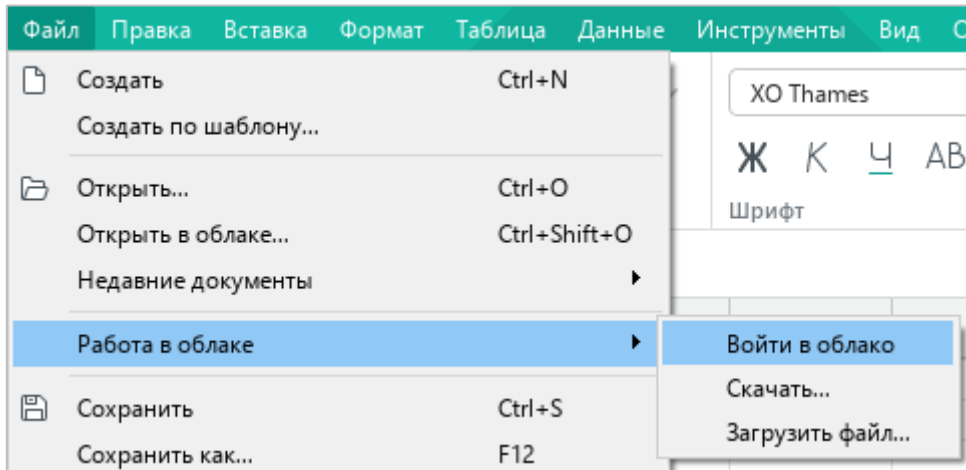 Файл Правка Вставка Формат Таблица Данные Инструменты Вид
Создать Ctrl+N
Создать по шаблону...
Открыть... Ctrl+O
Открыть в облаке... Ctrl+Shift+O
Недавние документы
Работа в облаке
Сохранить Ctrl+S
Сохранить как... F12
Войти в облако
Скачать...
Загрузить файл...
XO Thames
Ж К Ч АВ
Шрифт